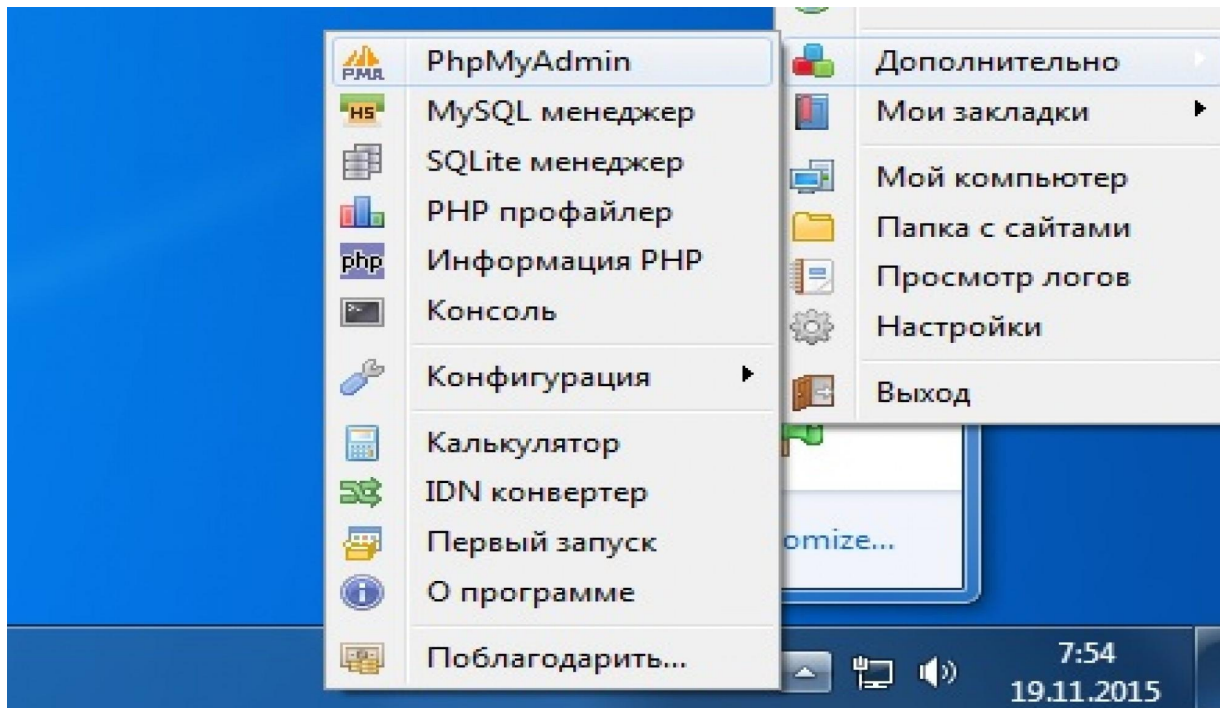 PhpMyAdmin
MySQL менеджер
SQLite менеджер
PHP профайлер
Информация PHP
Консоль
Конфигурация
Калькулятор
IDN конвертер
Первый запуск
О программе
Поблагодарить...
Дополнительно
Мои закладки
Мой компьютер
Папка с сайтами
Просмотр логов
Настройки
Выход
omize...
7:54
19.11.2015
PMA
HS
php